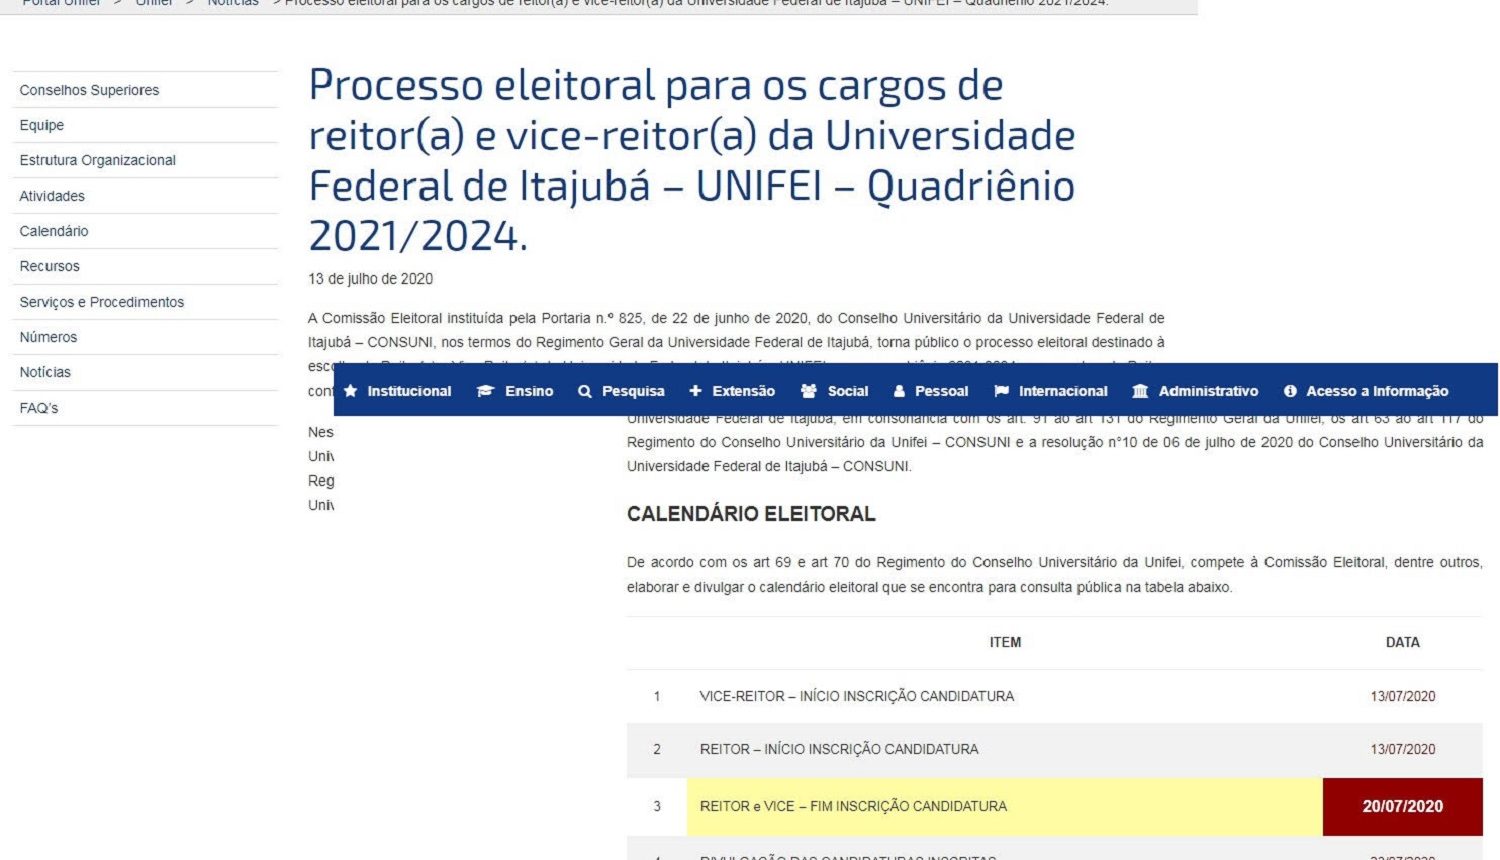 Portal Unifei > Unifei > Notícias > Processo eleitoral para os cargos de reitor(a) e vice-reitor(a) da Universidade Federal de Itajubá – UNIFEI – Quadriênio 2021/2024.
Conselhos Superiores
Equipe
Estrutura Organizacional
Atividades
Calendário
Recursos
Serviços e Procedimentos
Números
Notícias
FAQ's
Processo eleitoral para os cargos de
reitor(a) e vice-reitor(a) da Universidade
Federal de Itajubá – UNIFEI – Quadriênio
2021/2024.
13 de julho de 2020
A Comissão Eleitoral instituída pela Portaria n.º 825, de 22 de junho de 2020, do Conselho Universitário da Universidade Federal de
Itajubá – CONSUNI, nos termos do Regimento Geral da Universidade Federal de Itajubá, torna público o processo eleitoral destinado à
Institucional Ensino Pesquisa Extensão Social Pessoal Internacional Administrativo Acesso a Informação
Nes
Univ
Reg
Univ
Universidade Federal de Itajubá, em consonância com os art. 91 ao art 131 do Regimento Geral da Unifei, os art 63 ao art 117 do
Regimento do Conselho Universitário da Unifei – CONSUNI e a resolução n°10 de 06 de julho de 2020 do Conselho Universitário da
Universidade Federal de Itajubá – CONSUNI.
CALENDÁRIO ELEITORAL
De acordo com os art 69 e art 70 do Regimento do Conselho Universitário da Unifei, compete à Comissão Eleitoral, dentre outros,
elaborar e divulgar o calendário eleitoral que se encontra para consulta pública na tabela abaixo.
ITEM DATA
1 VICE-REITOR – INÍCIO INSCRIÇÃO CANDIDATURA 13/07/2020
2 REITOR – INÍCIO INSCRIÇÃO CANDIDATURA 13/07/2020
3 REITOR e VICE – FIM INSCRIÇÃO CANDIDATURA 20/07/2020
DIVULGAÇÃO DAS CANDIDATURAS INSCRITAS